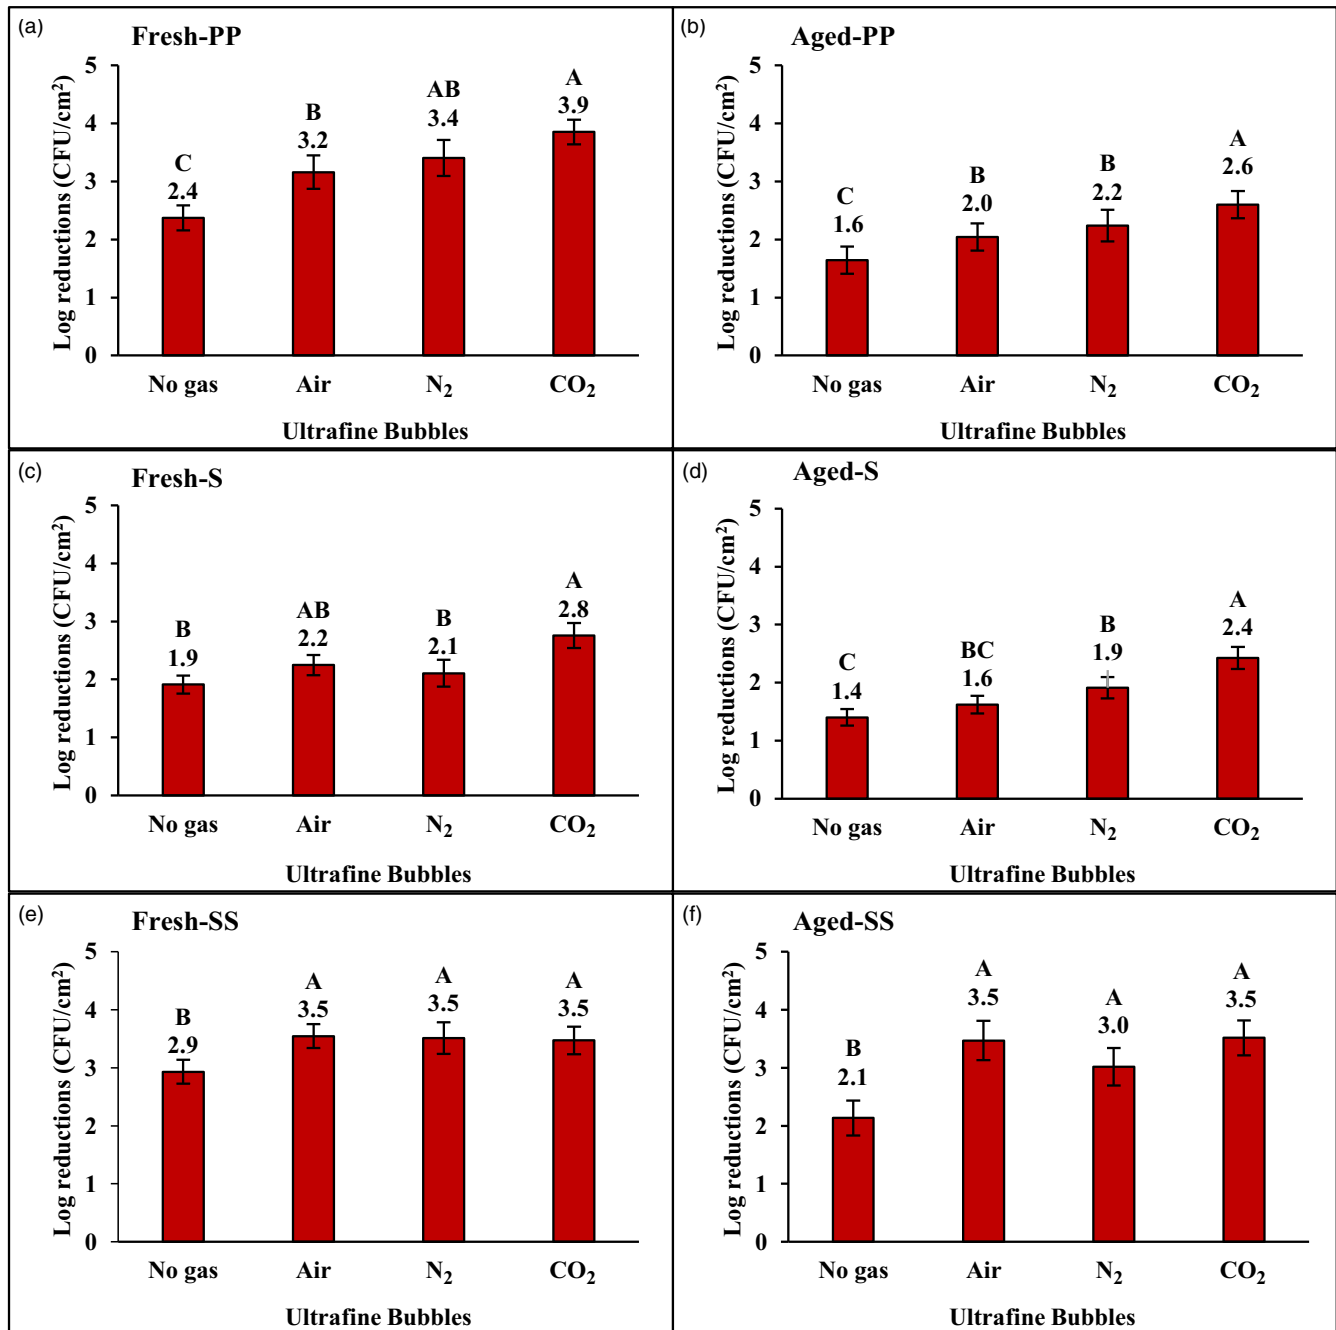 (a)
Fresh-PP
Log reductions (CFU/cm²)
5
4
3
2
1
0
C
2.4
B
3.2
AB
3.4
A
3.9
No gas Air N₂ CO₂
Ultrafine Bubbles
(b)
Aged-PP
Log reductions (CFU/cm²)
5
4
3
2
1
0
C
1.6
B
2.0
B
2.2
A
2.6
No gas Air N₂ CO₂
Ultrafine Bubbles
(c)
Fresh-S
Log reductions (CFU/cm²)
5
4
3
2
1
0
B
1.9
AB
2.2
B
2.1
A
2.8
No gas Air N₂ CO₂
Ultrafine Bubbles
(d)
Aged-S
Log reductions (CFU/cm²)
5
4
3
2
1
0
C
1.4
BC
1.6
B
1.9
A
2.4
No gas Air N₂ CO₂
Ultrafine Bubbles
(e)
Fresh-SS
Log reductions (CFU/cm²)
5
4
3
2
1
0
B
2.9
A
3.5
A
3.5
A
3.5
No gas Air N₂ CO₂
Ultrafine Bubbles
(f)
Aged-SS
Log reductions (CFU/cm²)
5
4
3
2
1
0
B
2.1
A
3.5
A
3.0
A
3.5
No gas Air N₂ CO₂
Ultrafine Bubbles